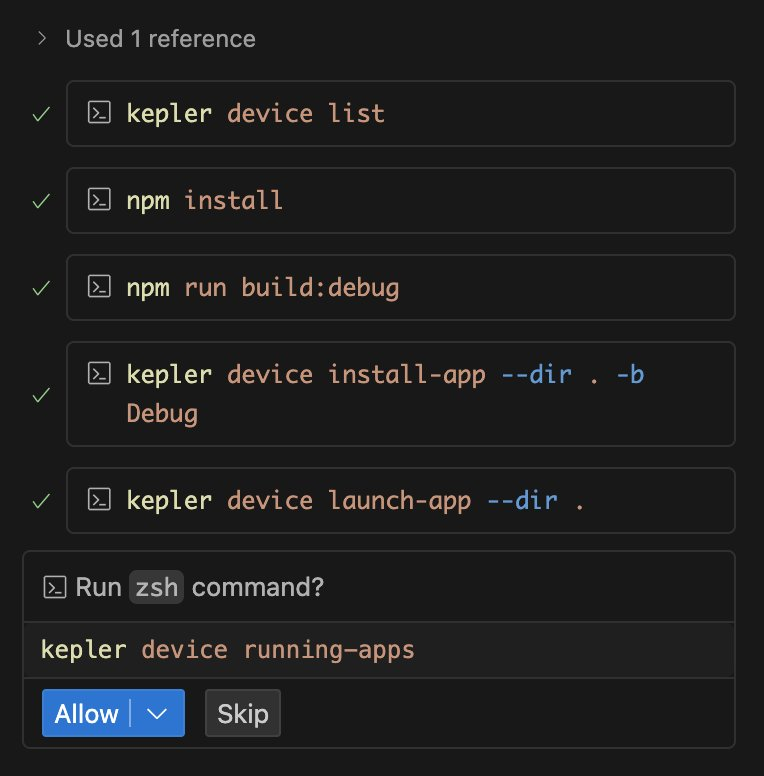 Used 1 reference
kepler device list
npm install
npm run build:debug
kepler device install-app --dir . -b
Debug
kepler device launch-app --dir .
Run zsh command?
kepler device running-apps
Allow
Skip